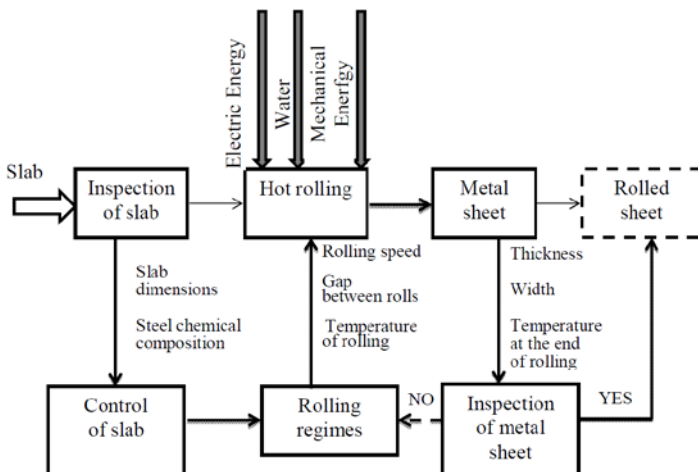 Electric Energy
Water
Mechanical
Enerfgy
Slab
Inspection
of slab
Hot rolling
Metal
sheet
Rolled
sheet
Slab
dimensions
Steel chemical
composition
Rolling speed
Gap
between rolls
Temperature
of rolling
Thickness
Width
Temperature
at the end
of rolling
Control
of slab
Rolling
regimes
NO
Inspection
of metal
sheet
YES